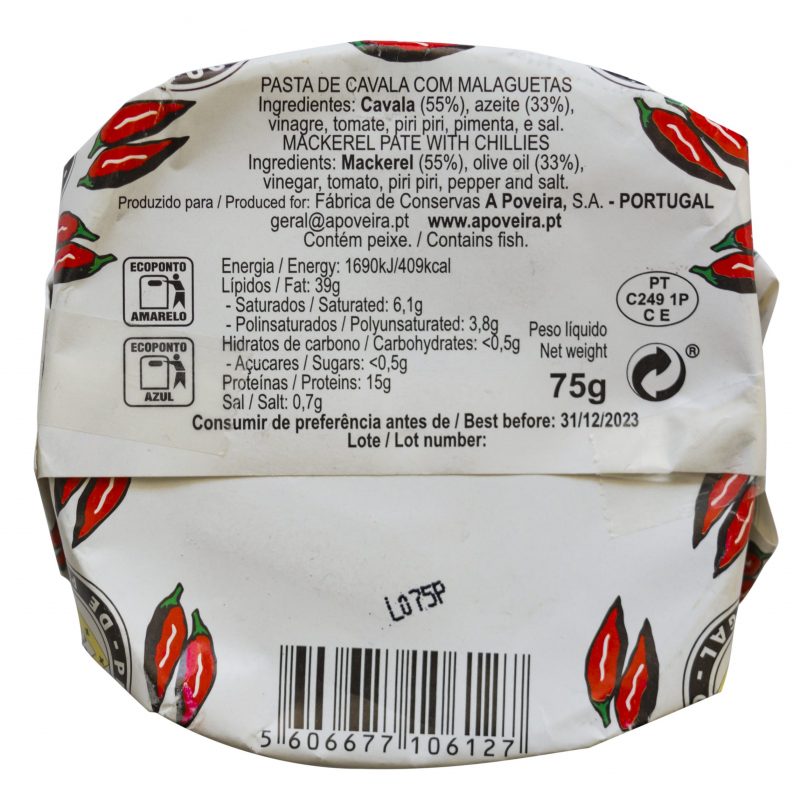 PASTA DE CAVALA COM MALAGUETAS
Ingredientes: Cavala (55%), azeite (33%),
vinagre, tomate, piri piri, pimenta, e sal.
MACKEREL PATE WITH CHILLIES
Ingredients: Mackerel (55%), olive oil (33%),
vinegar, tomato, piri piri, pepper and salt.
Produzido para / Produced for: Fábrica de Conservas A Poveira, S.A. - PORTUGAL
geral@apoveira.pt www.apoveira.pt
Contém peixe. / Contains fish.
ECOPONTO
AMARELO
ECOPONTO
AZUL
Energia / Energy: 1690kJ/409kcal
Lípidos / Fat: 39g
- Saturados / Saturated: 6,1g
- Polinsaturados / Polyunsaturated: 3,8g
Hidratos de carbono / Carbohydrates: <0,5g
- Açucares / Sugars: <0,5g
Proteínas / Proteins: 15g
Sal / Salt: 0,7g
Peso líquido
Net weight
75g
PT
C249 1P
C E
®
Consumir de preferência antes de / Best before: 31/12/2023
Lote / Lot number:
L075P
5 606677 106127
DE
GAL